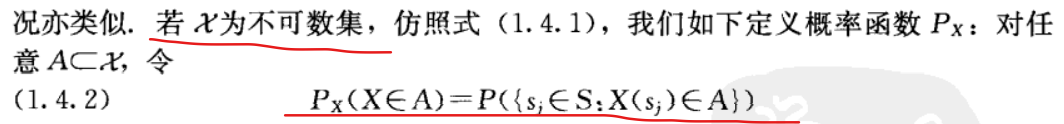 况亦类似. 若 𝒳为不可数集, 仿照式 (1.4.1), 我们如下定义概率函数 P_X: 对任
意 A⊂𝒳, 令
(1.4.2) P_X(X∈A)=P({s_j∈S:X(s_j)∈A})